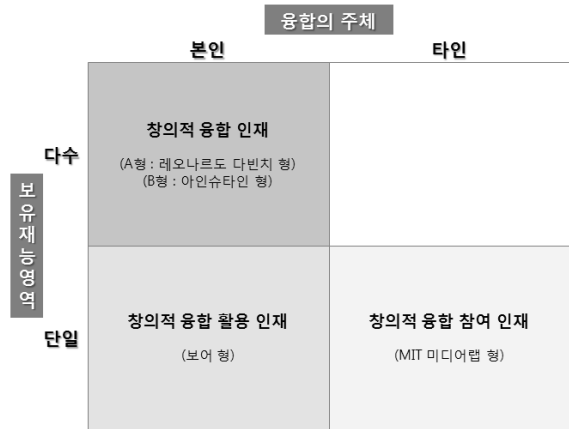 융합의 주체
본인
타인
보유재능영역
다수
창의적 융합 인재
(A형 : 레오나르도 다빈치 형)
(B형 : 아인슈타인 형)
단일
창의적 융합 활용 인재
(보어 형)
창의적 융합 참여 인재
(MIT 미디어랩 형)